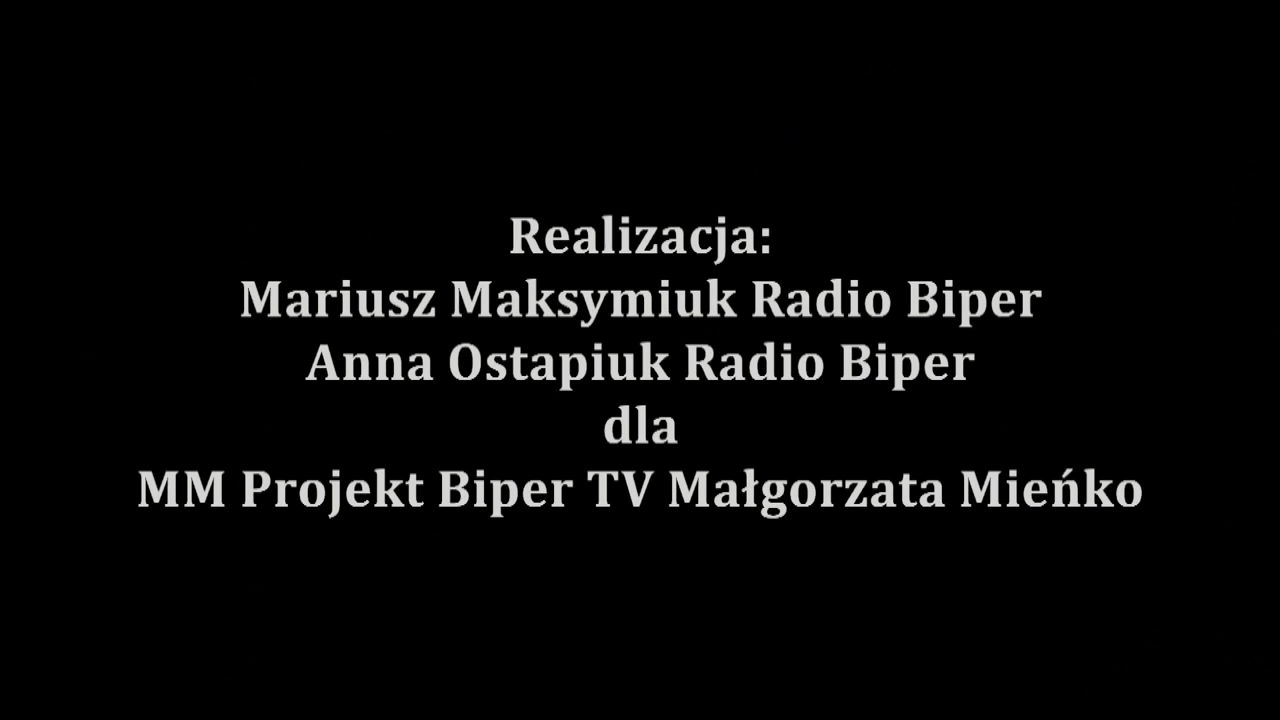 Realizacja:
Mariusz Maksymiuk Radio Biper
Anna Ostapiuk Radio Biper
dla
MM Projekt Biper TV Małgorzata Mieńko